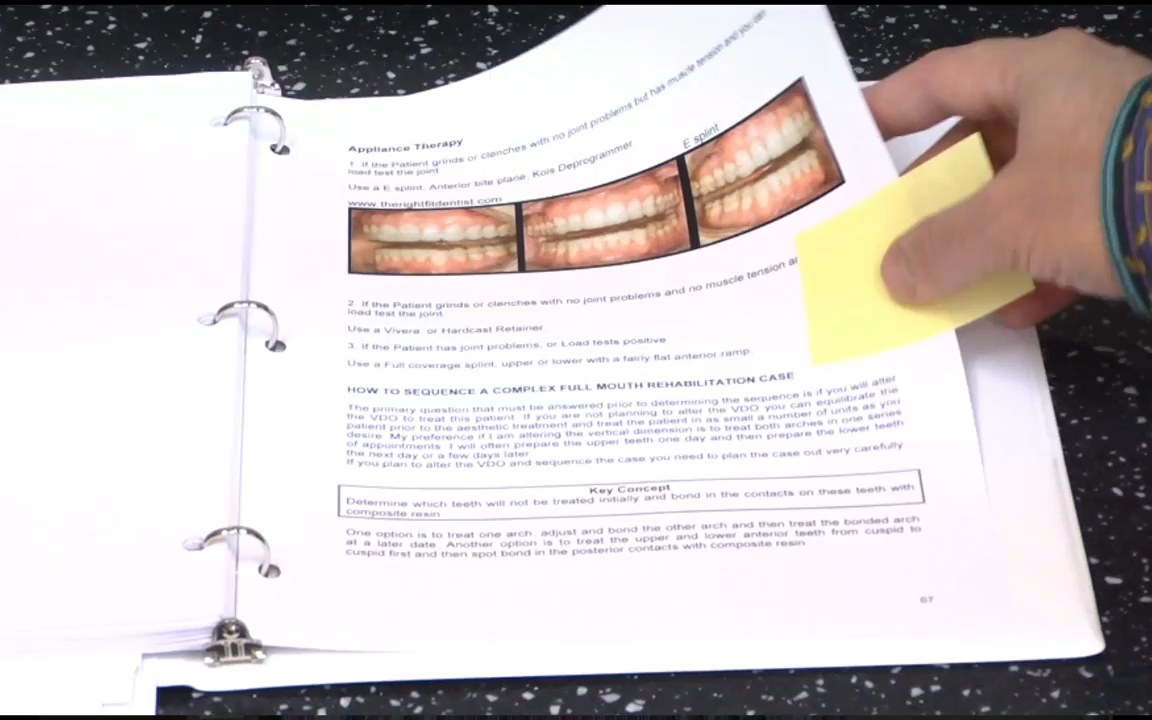 Appliance Therapy
1 If the Patient grinds or clenches with no joint problems but has muscle tension and you can
load test the joint
Use a E splint, Anterior bite plane, Kois Deprogrammer
www.therightfitdentist.com
E splint
2 If the Patient grinds or clenches with no joint problems and no muscle tension
load test the joint
Use a Vivera or Hardcast Retainer
3 If the Patient has joint problems, or Load tests positive
Use a Full coverage splint, upper or lower with a fairly flat anterior ramp
HOW TO SEQUENCE A COMPLEX FULL MOUTH REHABILITATION CASE
The primary question that must be answered prior to determining the sequence is if you will alter
the VDO to treat this patient. If you are not planning to alter the VDO you can equilibrate the
patient prior to the aesthetic treatment and treat the patient in as small a number of units as you
desire. My preference if I am altering the vertical dimension is to treat both arches in one series
of appointments. I will often prepare the upper teeth one day and then prepare the lower teeth
the next day or a few days later.
If you plan to alter the VDO and sequence the case you need to plan the case out very carefully
Key Concept
Determine which teeth will not be treated initially and bond in the contacts on these teeth with
composite resin
One option is to treat one arch, adjust and bond the other arch and then treat the bonded arch
at a later date. Another option is to treat the upper and lower anterior teeth from cuspid to
cuspid first and then spot bond in the posterior contacts with composite resin
67